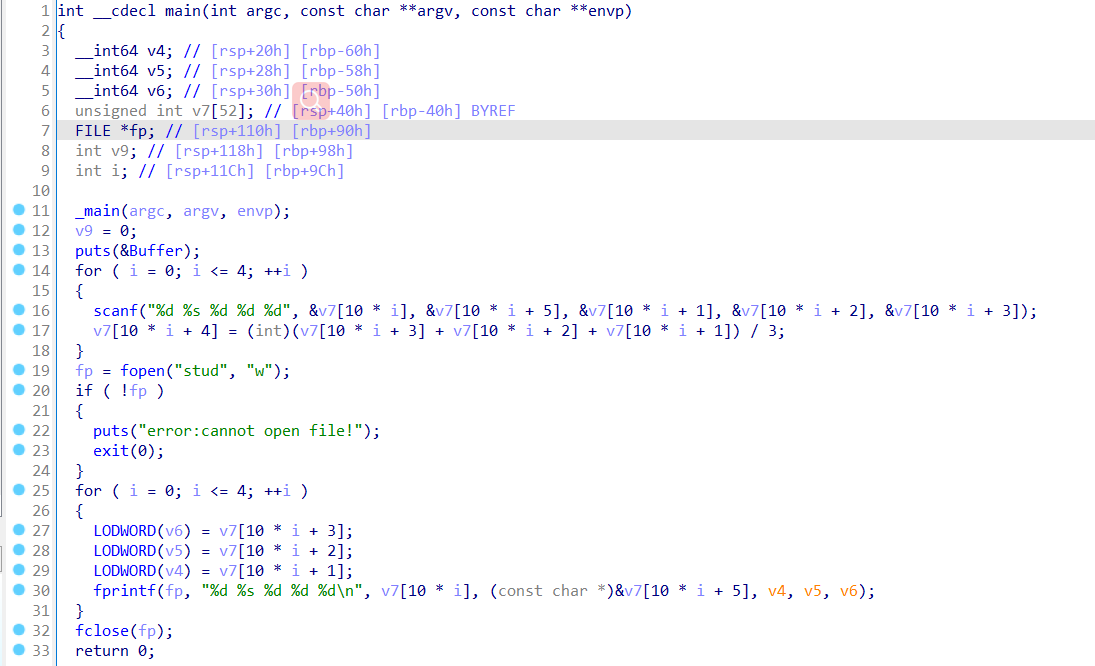 1 int __cdecl main(int argc, const char **argv, const char **envp)
2 {
3 __int64 v4; // [rsp+20h] [rbp-60h]
4 __int64 v5; // [rsp+28h] [rbp-58h]
5 __int64 v6; // [rsp+30h] [rbp-50h]
6 unsigned int v7[52]; // [rsp+40h] [rbp-40h] BYREF
7 FILE *fp; // [rsp+110h] [rbp+90h]
8 int v9; // [rsp+118h] [rbp+98h]
9 int i; // [rsp+11Ch] [rbp+9Ch]
10
11 _main(argc, argv, envp);
12 v9 = 0;
13 puts(&Buffer);
14 for ( i = 0; i <= 4; ++i )
15 {
16 scanf("%d %s %d %d %d", &v7[10 * i], &v7[10 * i + 5], &v7[10 * i + 1], &v7[10 * i + 2], &v7[10 * i + 3]);
17 v7[10 * i + 4] = (int)(v7[10 * i + 3] + v7[10 * i + 2] + v7[10 * i + 1]) / 3;
18 }
19 fp = fopen("stud", "w");
20 if ( !fp )
21 {
22 puts("error:cannot open file!");
23 exit(0);
24 }
25 for ( i = 0; i <= 4; ++i )
26 {
27 LODWORD(v6) = v7[10 * i + 3];
28 LODWORD(v5) = v7[10 * i + 2];
29 LODWORD(v4) = v7[10 * i + 1];
30 fprintf(fp, "%d %s %d %d %d\n", v7[10 * i], (const char *)&v7[10 * i + 5], v4, v5, v6);
31 }
32 fclose(fp);
33 return 0;